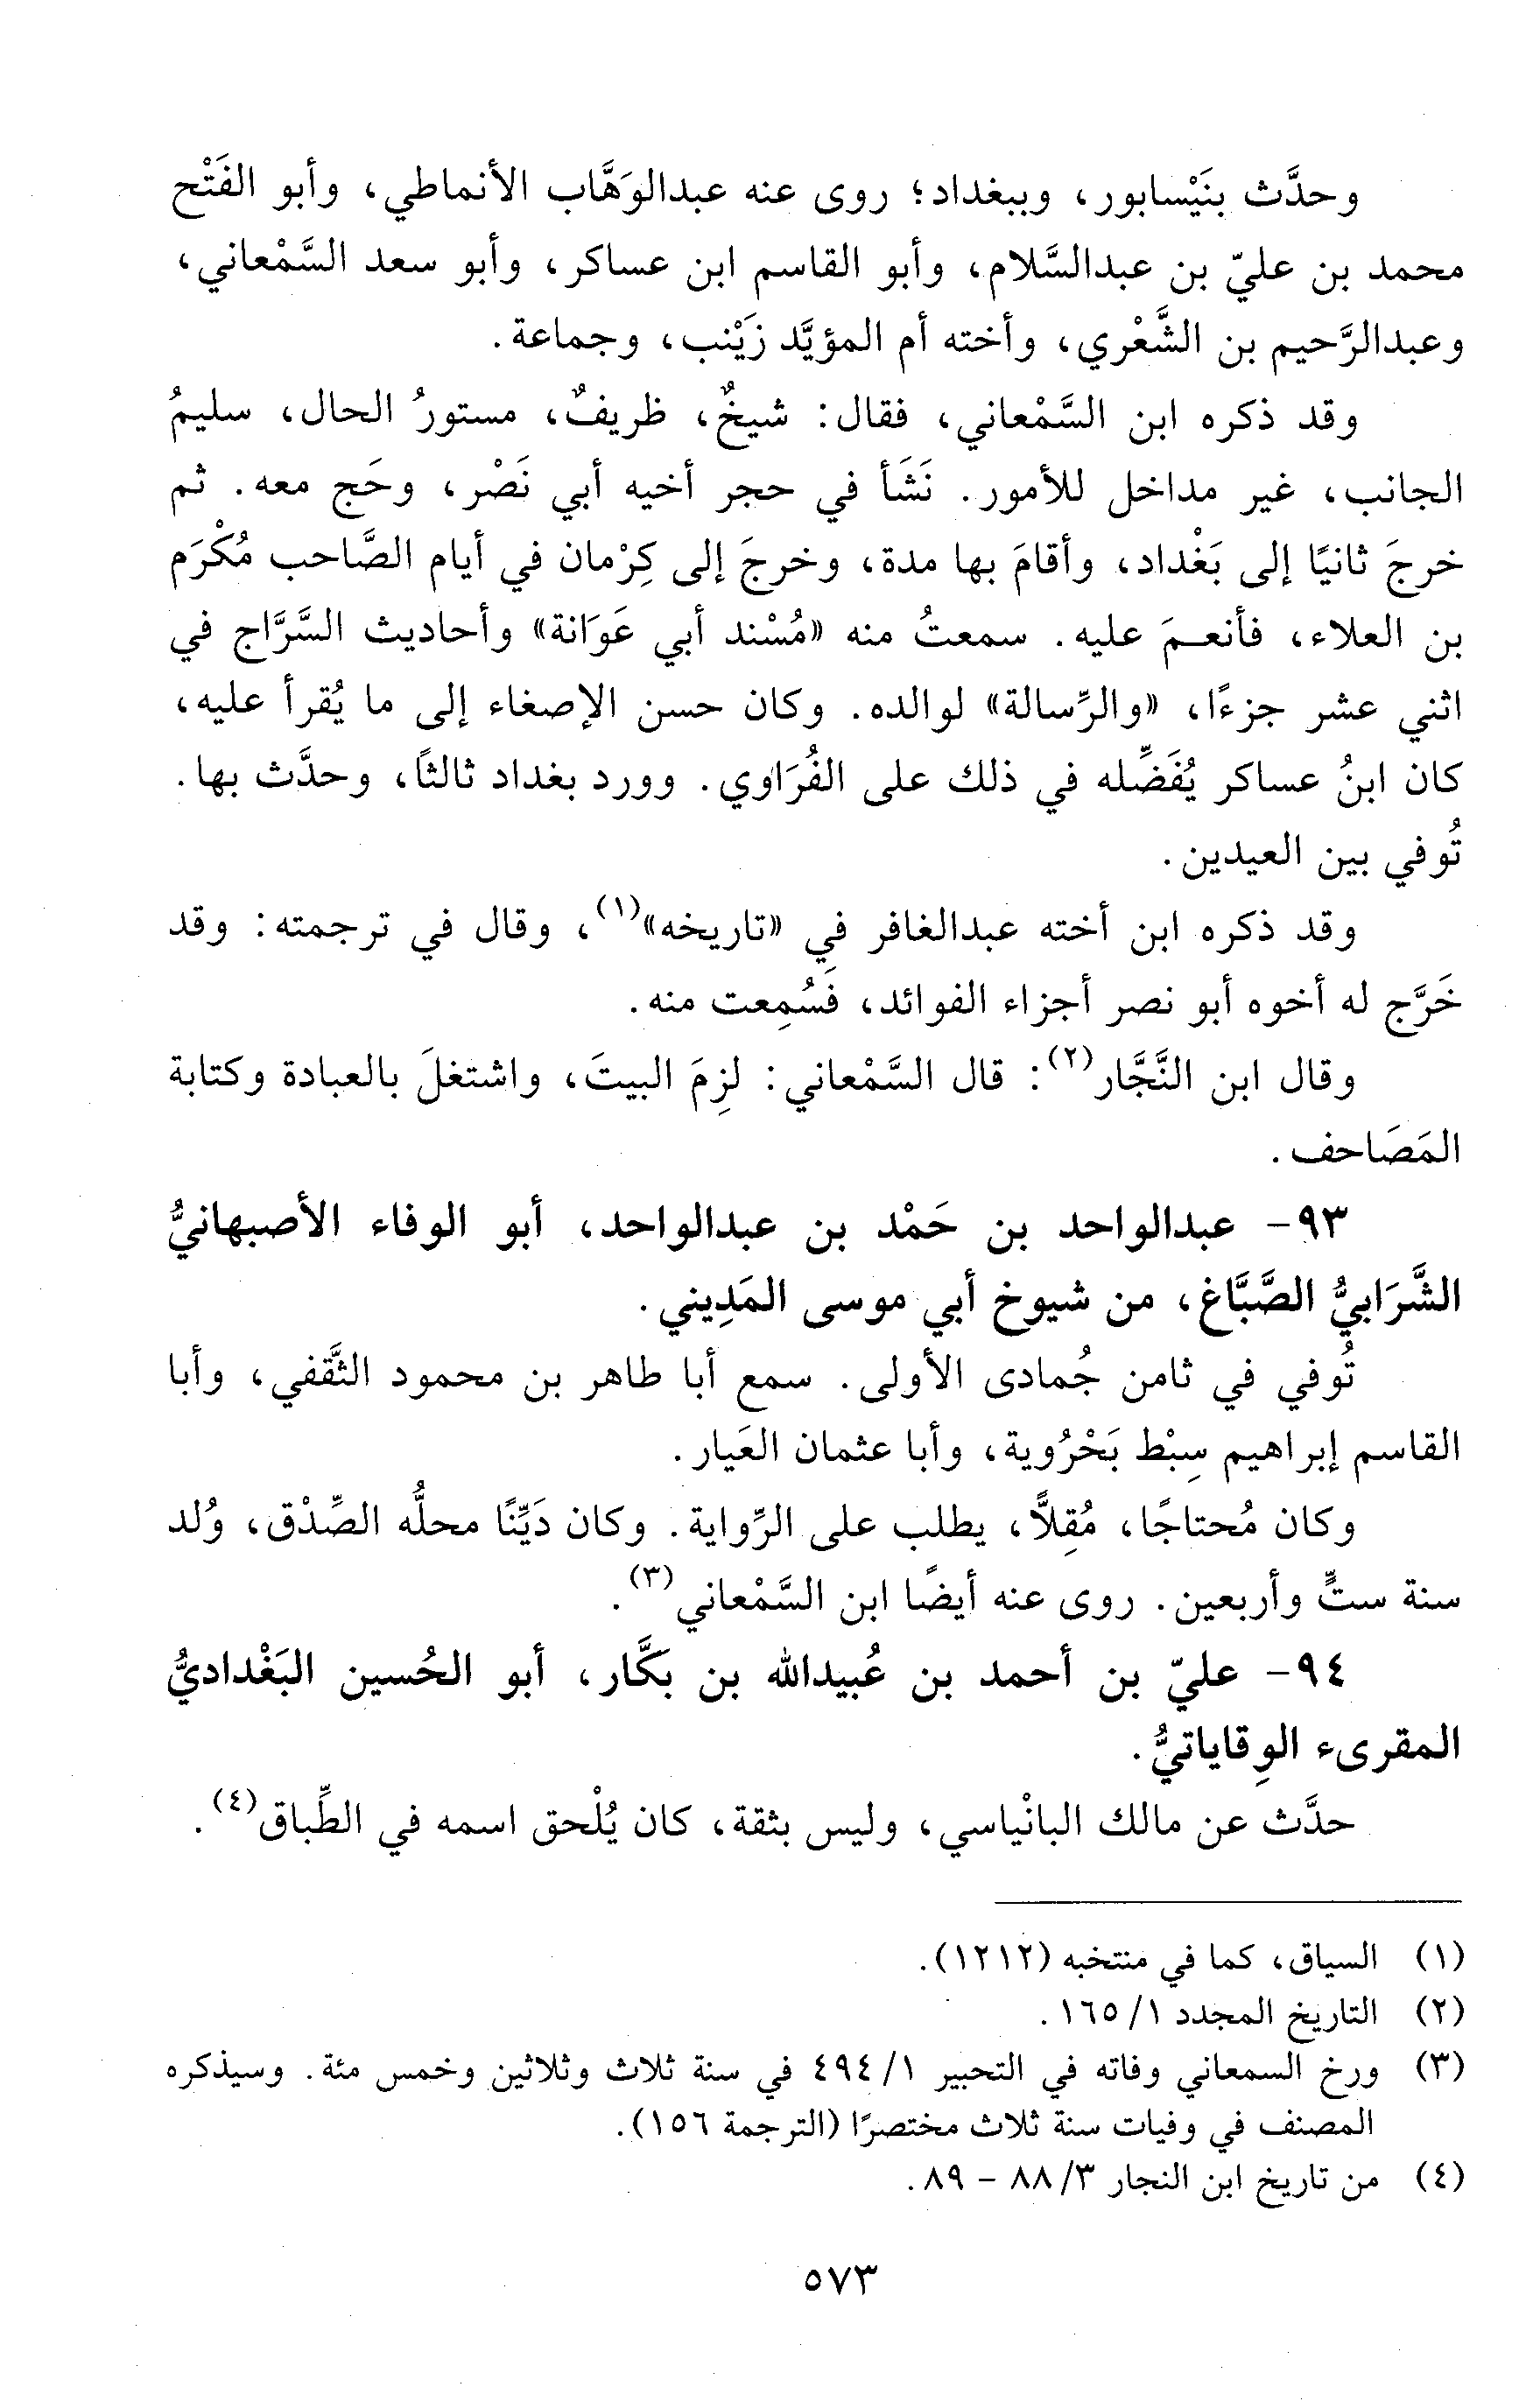 وحدَّث بنَيْسابور، وببغداد؛ روى عنه عبدالوَهَّاب الأنماطي، وأبو الفَتْح
محمد بن عليّ بن عبدالسَّلام، وأبو القاسم ابن عساكر، وأبو سعد السَّمْعاني،
وعبدالرَّحيم بن الشَّعْري، وأخته أم المؤيَّد زَيْنب، وجماعة.
وقد ذكره ابن السَّمْعاني، فقال: شيخٌ، ظريفٌ، مستورُ الحال، سليمُ
الجانب، غير مداخل للأمور. نَشَأ في حجر أخيه أبي نَصْر، وحَج معه. ثم
خرجَ ثانيًا إلى بَغْداد، وأقامَ بها مدة، وخرجَ إلى كِرْمان في أيام الصَّاحب مُكْرَم
بن العلاء، فأنعمَ عليه. سمعتُ منه «مُسْند أبي عَوَانة» وأحاديث السَّرَّاج في
اثني عشر جزءًا، «والرِّسالة» لوالده. وكان حسن الإصغاء إلى ما يُقرأ عليه،
كان ابنُ عساكر يُفَضِّله في ذلك على الفُرَاوي. وورد بغداد ثالثًا، وحدَّث بها.
تُوفي بين العيدين.
وقد ذكره ابن أخته عبدالغافر في «تاريخه»(١)، وقال في ترجمته: وقد
خَرَّج له أخوه أبو نصر أجزاء الفوائد، فَسُمِعت منه.
وقال ابن النَّجَّار(٢): قال السَّمْعاني: لزِمَ البيتَ، واشتغلَ بالعبادة وكتابة
المَصَاحف.
٩٣- عبدالواحد بن حَمْد بن عبدالواحد، أبو الوفاء الأصبهانيُّ
الشَّرَابيُّ الصَّبَّاغ، من شيوخ أبي موسى المَدِيني.
تُوفي في ثامن جُمادى الأولى. سمع أبا طاهر بن محمود الثَّقفي، وأبا
القاسم إبراهيم سِبْط بَحْرُوية، وأبا عثمان العَيار.
وكان مُحتاجًا، مُقِلاًّ، يطلب على الرِّواية. وكان دَيِّنًا محلُّه الصِّدْق، وُلد
سنة ستٍّ وأربعين. روى عنه أيضًا ابن السَّمْعاني(٣).
٩٤- عليّ بن أحمد بن عُبيدالله بن بكَّار، أبو الحُسين البَغْداديُّ
المقرىء الوِقاياتيُّ.
حدَّث عن مالك البانْياسي، وليس بثقة، كان يُلْحق اسمه في الطِّباق(٤).
(١) السياق، كما في منتخبه (١٢١٢).
(٢) التاريخ المجدد ١/ ١٦٥.
(٣) ورخ السمعاني وفاته في التحبير ١/ ٤٩٤ في سنة ثلاث وثلاثين وخمس مئة. وسيذكره
المصنف في وفيات سنة ثلاث مختصرًا (الترجمة ١٥٦).
(٤) من تاريخ ابن النجار ٣/ ٨٨ - ٨٩.
٥٧٣